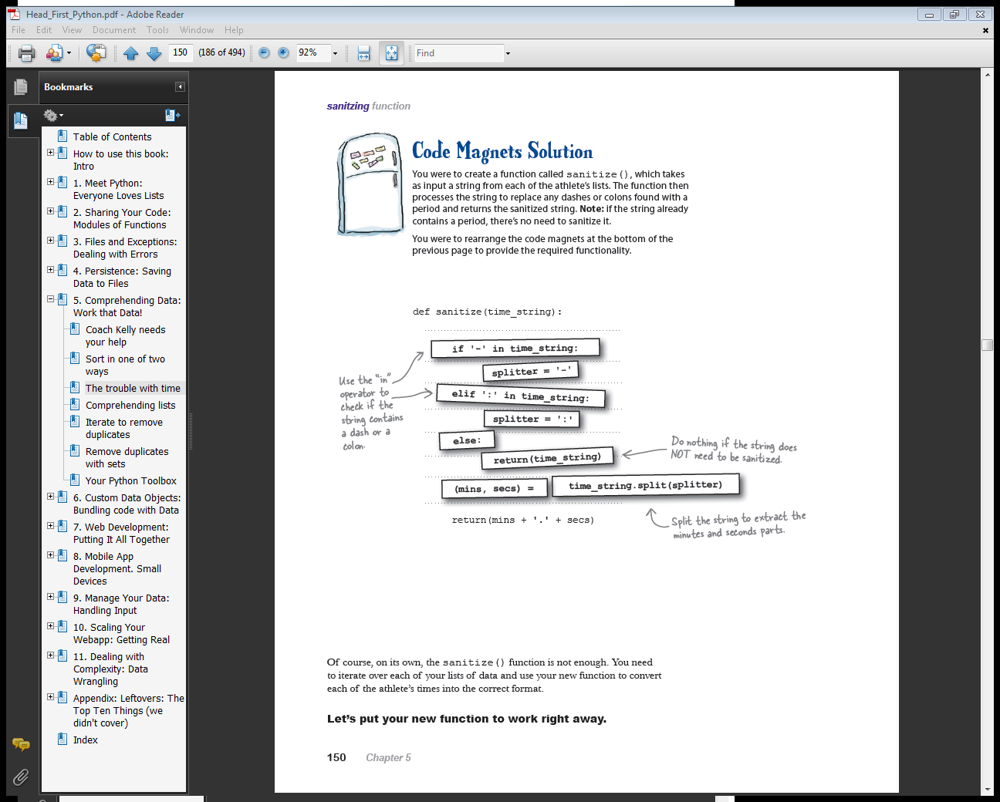 Head_First_Python.pdf - Adobe Reader
File Edit View Document Tools Window Help
150 (186 of 494) 92% Find
Bookmarks
Table of Contents
How to use this book:
Intro
1. Meet Python:
Everyone Loves Lists
2. Sharing Your Code:
Modules of Functions
3. Files and Exceptions:
Dealing with Errors
4. Persistence: Saving
Data to Files
5. Comprehending Data:
Work that Data!
Coach Kelly needs
your help
Sort in one of two
ways
The trouble with time
Comprehending lists
Iterate to remove
duplicates
Remove duplicates
with sets
Your Python Toolbox
6. Custom Data Objects:
Bundling code with Data
7. Web Development:
Putting It All Together
8. Mobile App
Development. Small
Devices
9. Manage Your Data:
Handling Input
10. Scaling Your
Webapp: Getting Real
11. Dealing with
Complexity: Data
Wrangling
Appendix: Leftovers: The
Top Ten Things (we
didn't cover)
Index
sanitzing function
Code Magnets Solution
You were to create a function called sanitize(), which takes
as input a string from each of the athlete's lists. The function then
processes the string to replace any dashes or colons found with a
period and returns the sanitized string. Note: if the string already
contains a period, there's no need to sanitize it.
You were to rearrange the code magnets at the bottom of the
previous page to provide the required functionality.
def sanitize(time_string):
if '-' in time_string:
splitter = '-'
elif ':' in time_string:
splitter = ':'
else:
return(time_string)
(mins, secs) = time_string.split(splitter)
return(mins + '.' + secs)
Use the "in"
operator to
check if the
string contains
a dash or a
colon.
Do nothing if the string does
NOT need to be sanitized.
Split the string to extract the
minutes and seconds parts.
Of course, on its own, the sanitize() function is not enough. You need
to iterate over each of your lists of data and use your new function to convert
each of the athlete's times into the correct format.
Let's put your new function to work right away.
150 Chapter 5